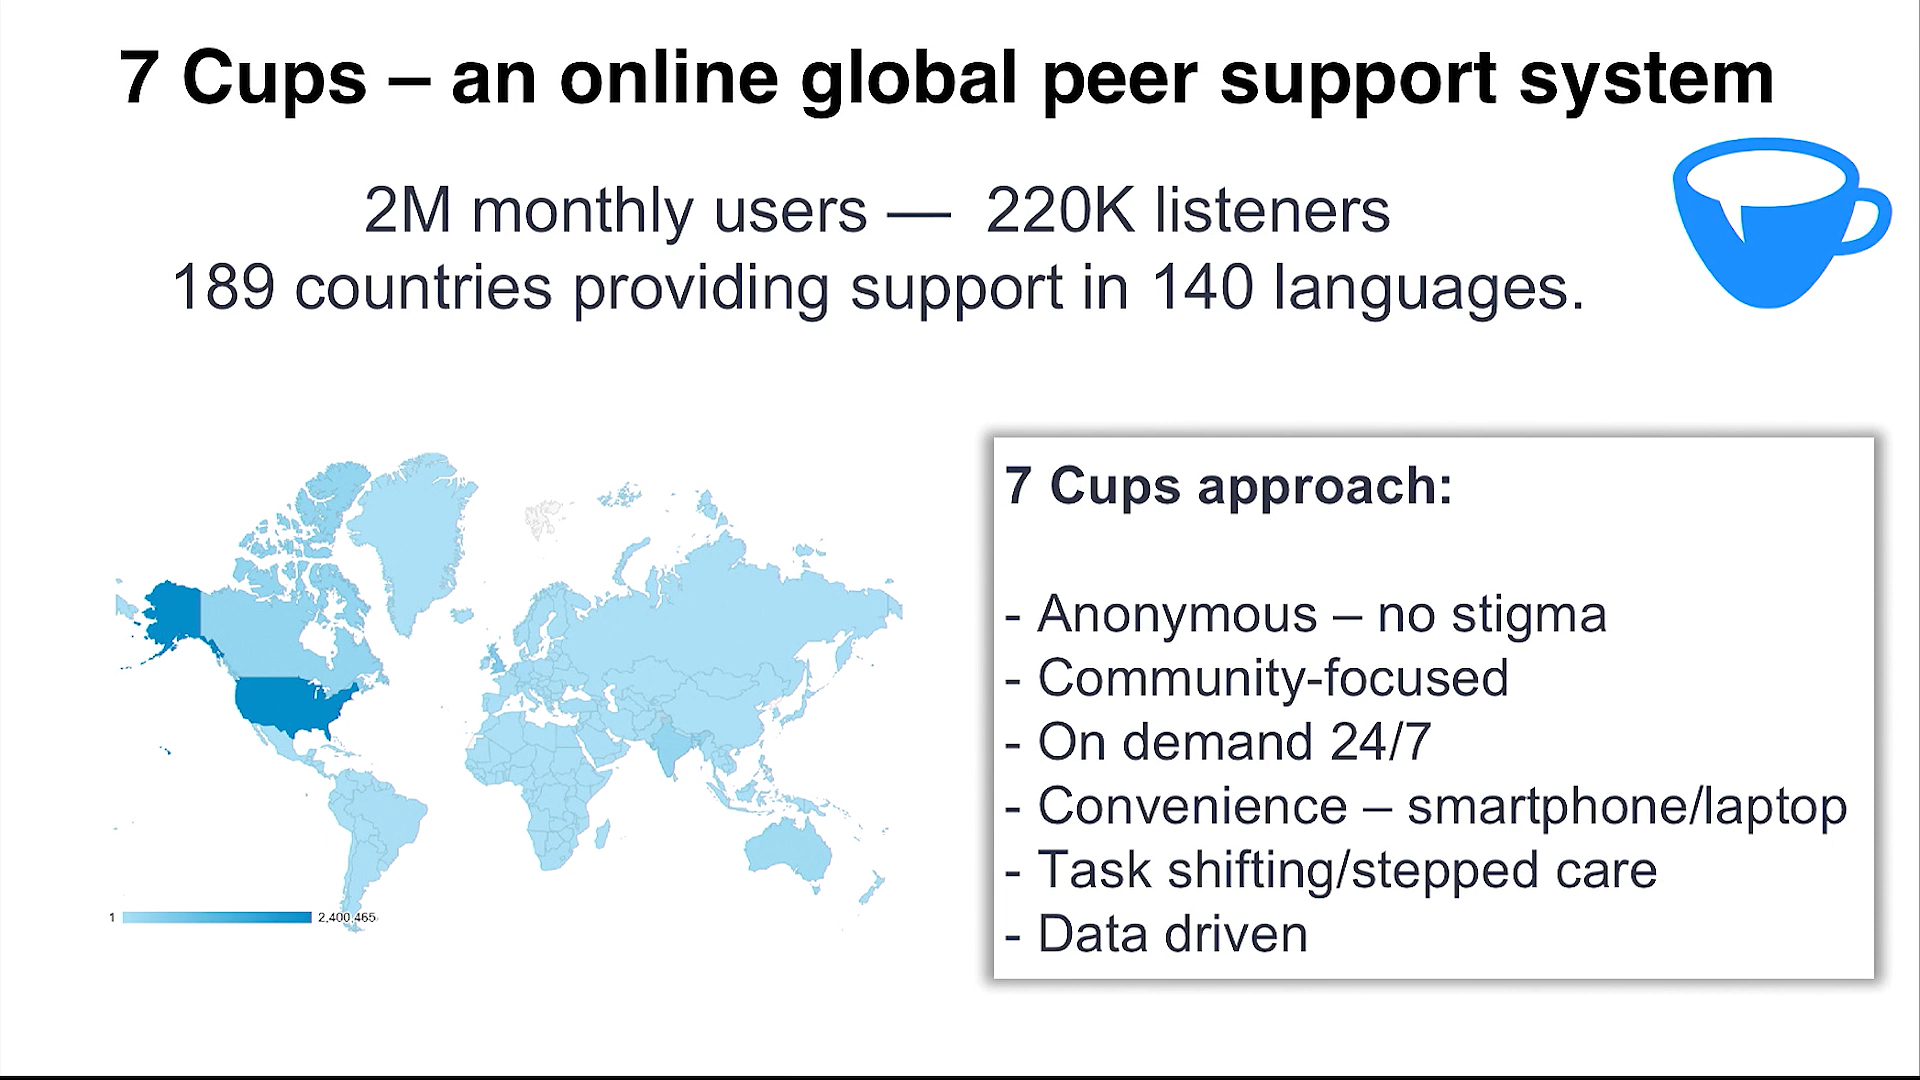 7 Cups – an online global peer support system
2M monthly users — 220K listeners
189 countries providing support in 140 languages.
7 Cups approach:
- Anonymous – no stigma
- Community-focused
- On demand 24/7
- Convenience – smartphone/laptop
- Task shifting/stepped care
- Data driven
1 2,400,465